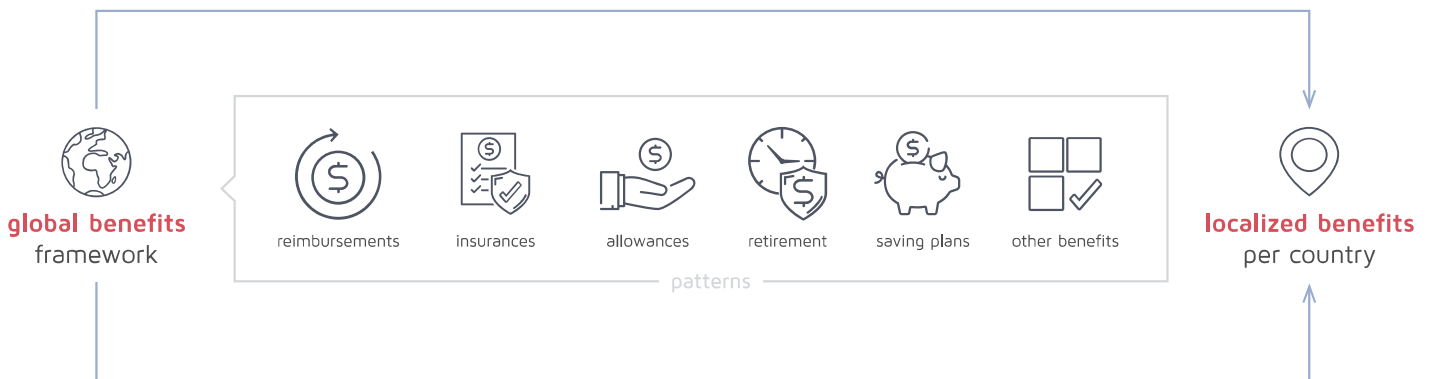 global benefits
framework
reimbursements
insurances
allowances
retirement
saving plans
other benefits
patterns
localized benefits
per country